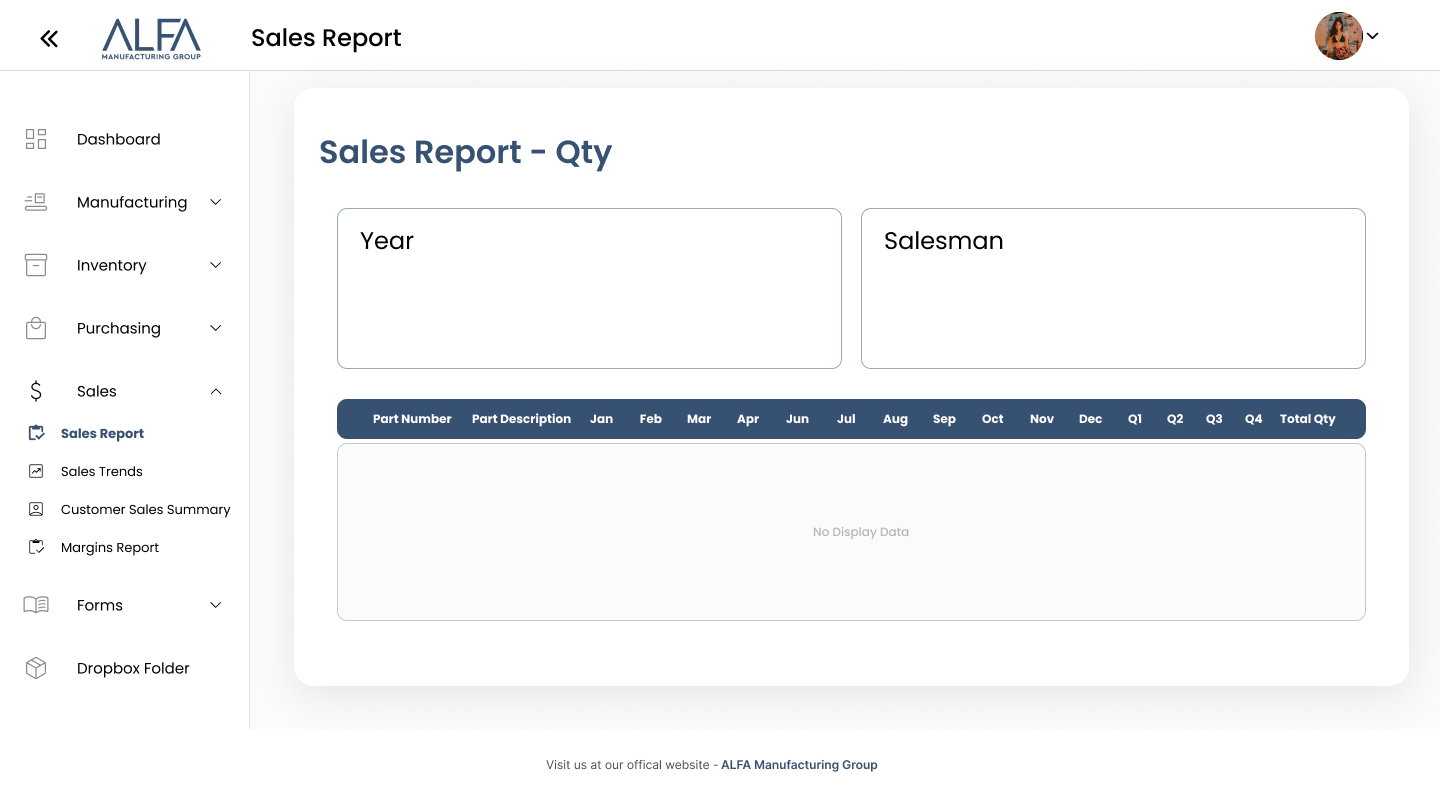 ALFA
MANUFACTURING GROUP
Sales Report
Dashboard
Manufacturing
Inventory
Purchasing
Sales
Sales Report
Sales Trends
Customer Sales Summary
Margins Report
Forms
Dropbox Folder
Sales Report - Qty
Year
Salesman
Part Number Part Description Jan Feb Mar Apr Jun Jul Aug Sep Oct Nov Dec Q1 Q2 Q3 Q4 Total Qty
No Display Data
Visit us at our offical website - ALFA Manufacturing Group